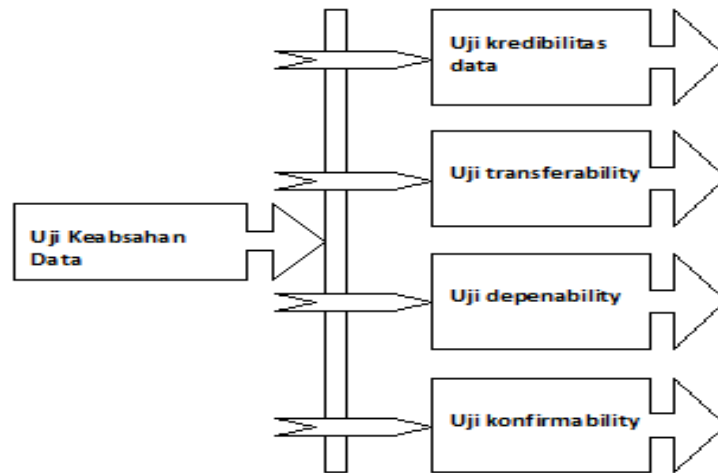 Uji kredibilitas
data
Uji transferability
Uji Keabsahan
Data
Uji depenability
Uji konfirmability